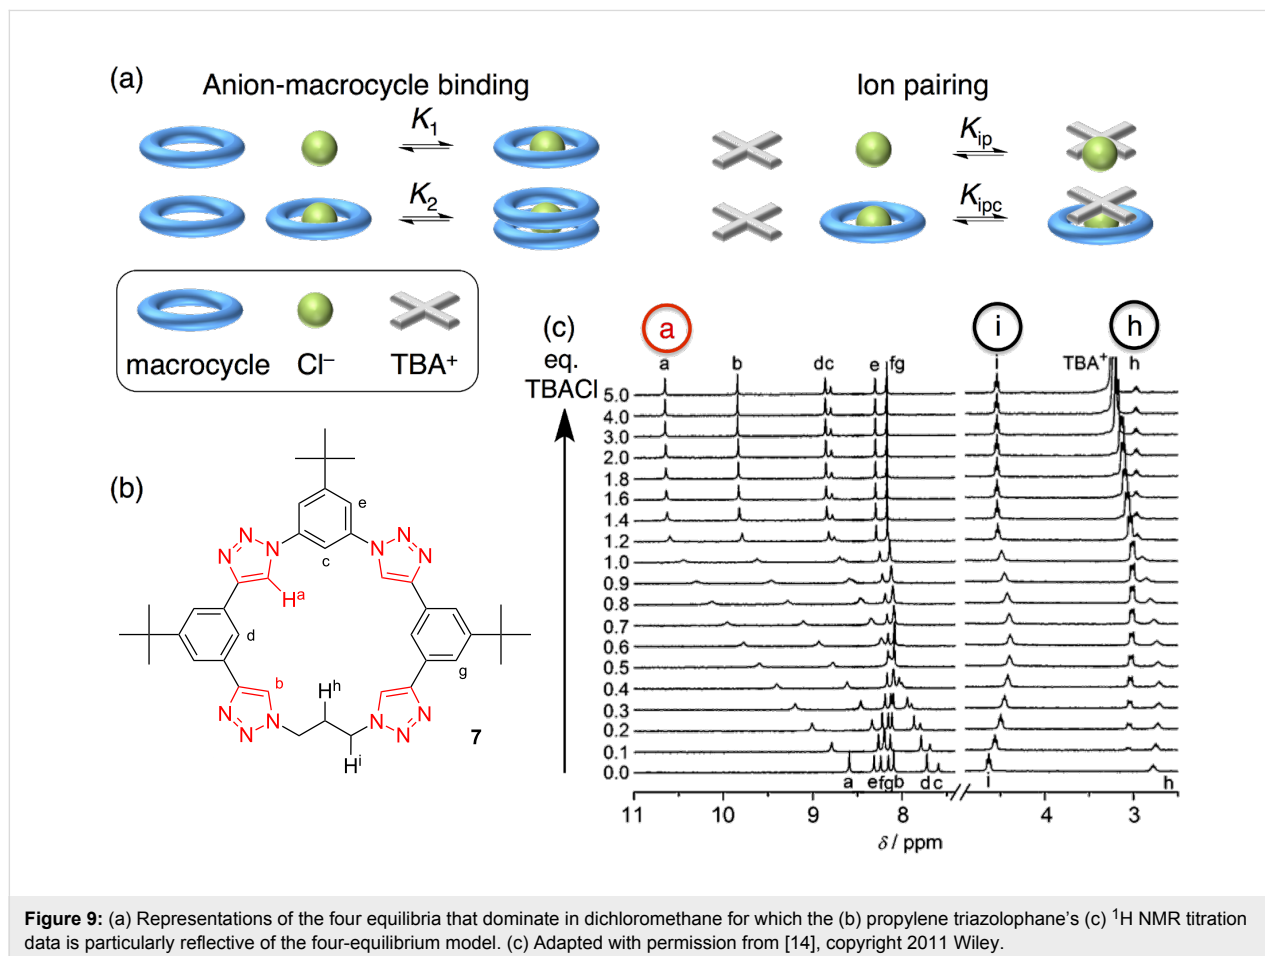 (a)
Anion-macrocycle binding
Ion pairing
K1
Kip
K2
Kipc
macrocycle
Cl–
TBA+
(b)
N
N
N
N
N
N
e
c
Ha
d
g
b
Hh
N
N
N
N
N
N
Hi
7
(c)
eq.
TBACl
a
i
h
a b dc e fg i TBA+ h
5.0
4.0
3.0
2.0
1.8
1.6
1.4
1.2
1.0
0.9
0.8
0.7
0.6
0.5
0.4
0.3
0.2
0.1
0.0
a efgb d c i h
11 10 9 8 4 3
δ / ppm
Figure 9: (a) Representations of the four equilibria that dominate in dichloromethane for which the (b) propylene triazolophane’s (c) 1H NMR titration
data is particularly reflective of the four-equilibrium model. (c) Adapted with permission from [14], copyright 2011 Wiley.